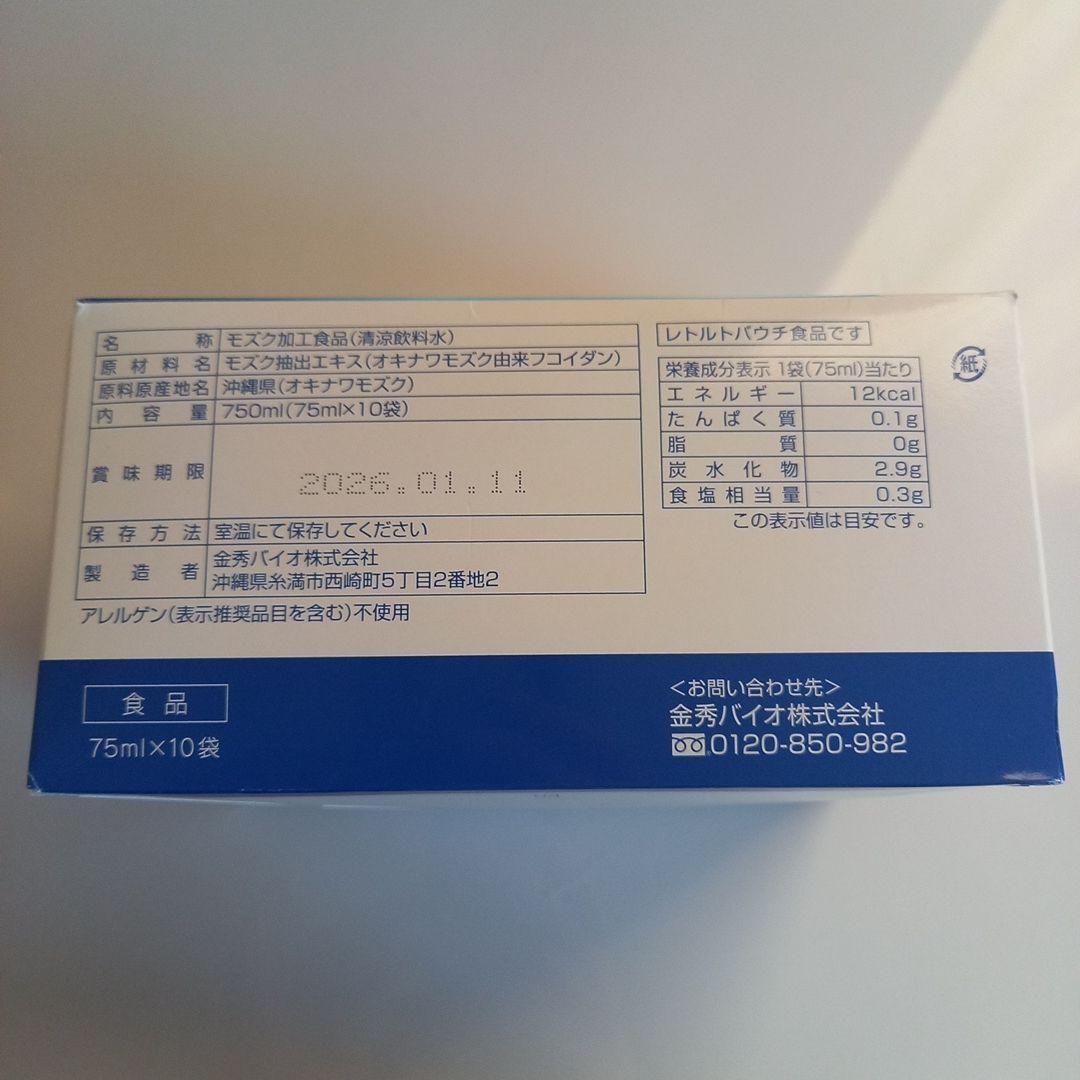 名称 モズク加工食品(清涼飲料水)
原材料名 モズク抽出エキス(オキナワモズク由来フコイダン)
原料原産地名 沖縄県(オキナワモズク)
内容量 750ml(75ml×10袋)
賞味期限 2026.01.11
保存方法 室温にて保存してください
製造者 金秀バイオ株式会社
沖縄県糸満市西崎町5丁目2番地2
アレルゲン(表示推奨品目を含む)不使用
レトルトパウチ食品です
栄養成分表示 1袋(75ml)当たり
エネルギー 12kcal
たんぱく質 0.1g
脂質 0g
炭水化物 2.9g
食塩相当量 0.3g
この表示値は目安です。
紙
食品
75ml×10袋
<お問い合わせ先>
金秀バイオ株式会社
0120-850-982